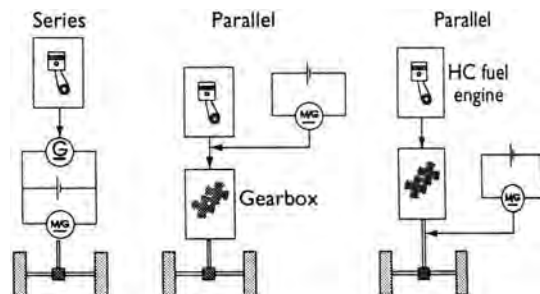 Series
Parallel
Parallel
HC fuel
engine
M/G
G
Gearbox
M/G
M/G